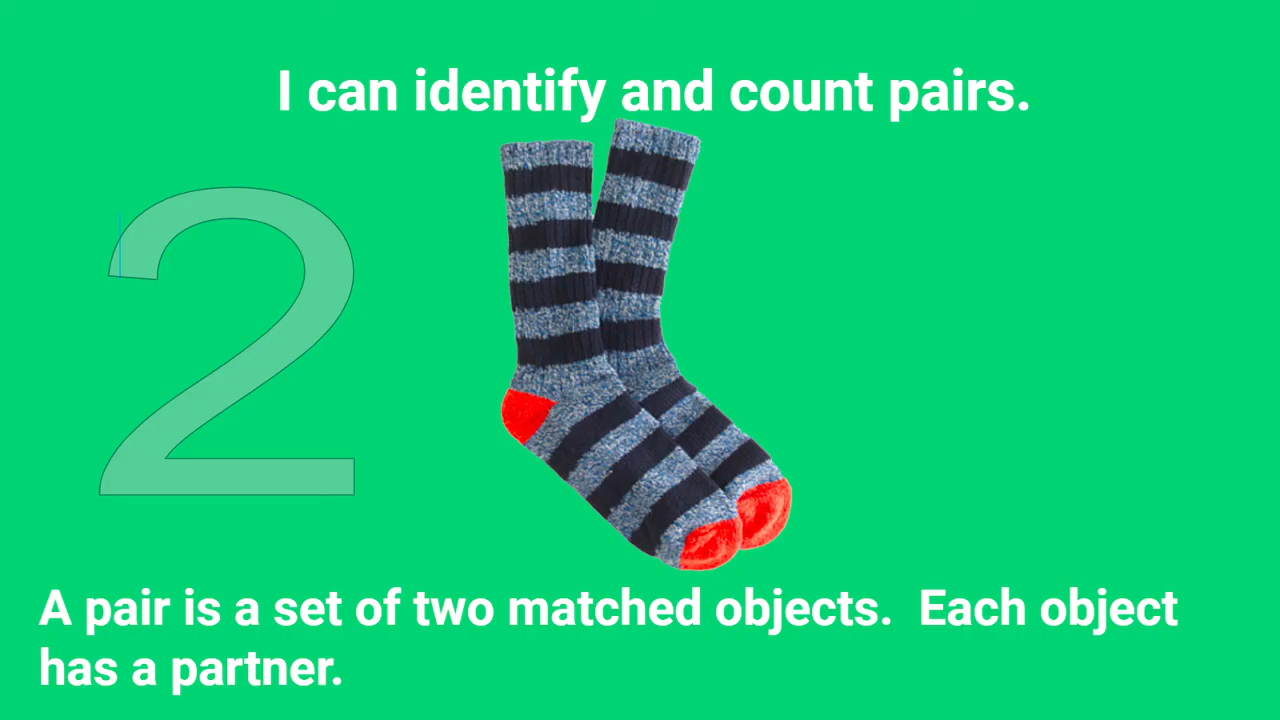 I can identify and count pairs.
2
A pair is a set of two matched objects.  Each object
has a partner.